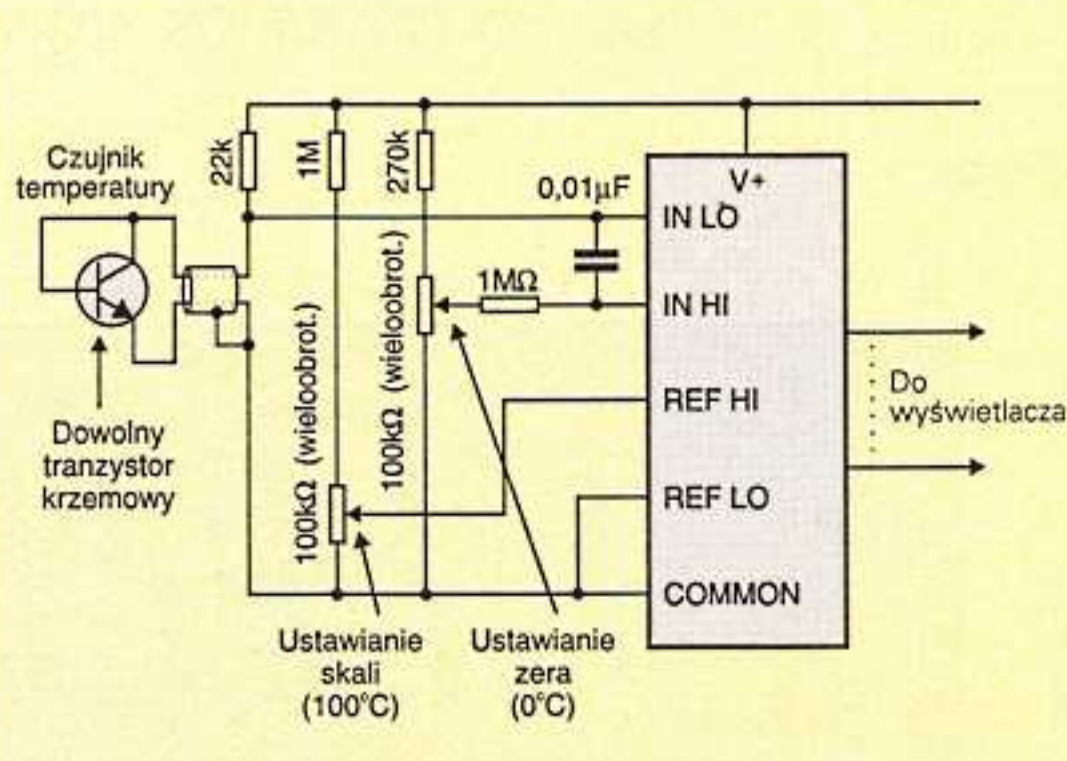 Czujnik
temperatury
22k
1M
270k
0,01µF
V+
IN LO
1MΩ
IN HI
100kΩ (wieloobrot.)
100kΩ (wieloobrot.)
REF HI
Do
wyświetlacza
Dowolny
tranzystor
krzemowy
REF LO
COMMON
Ustawianie
skali
(100°C)
Ustawianie
zera
(0°C)